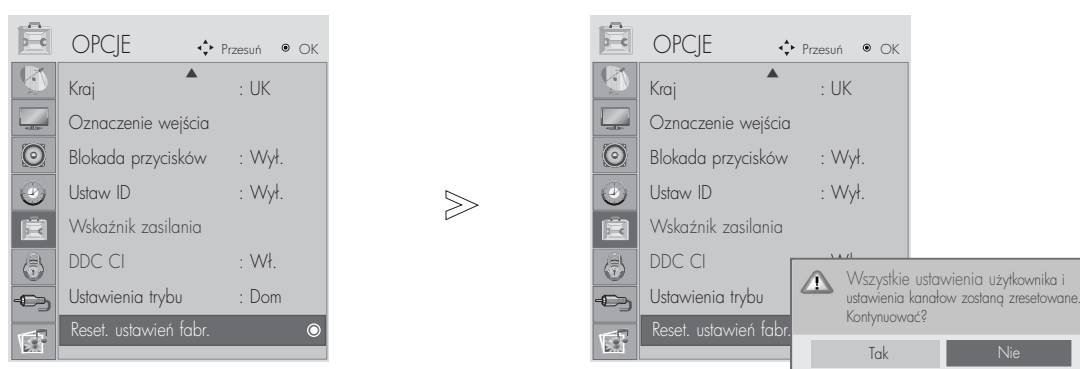 OPCJE Przesuń OK
Kraj : UK
Oznaczenie wejścia
Blokada przycisków : Wył.
Ustaw ID : Wył.
Wskaźnik zasilania
DDC CI : Wł.
Ustawienia trybu : Dom
Reset. ustawień fabr.
OPCJE Przesuń OK
Kraj : UK
Oznaczenie wejścia
Blokada przycisków : Wył.
Ustaw ID : Wył.
Wskaźnik zasilania
DDC CI
Ustawienia trybu
Reset. ustawień fabr.
Wszystkie ustawienia użytkownika i
ustawienia kanałow zostaną zresetowane.
Kontynuować?
Tak Nie